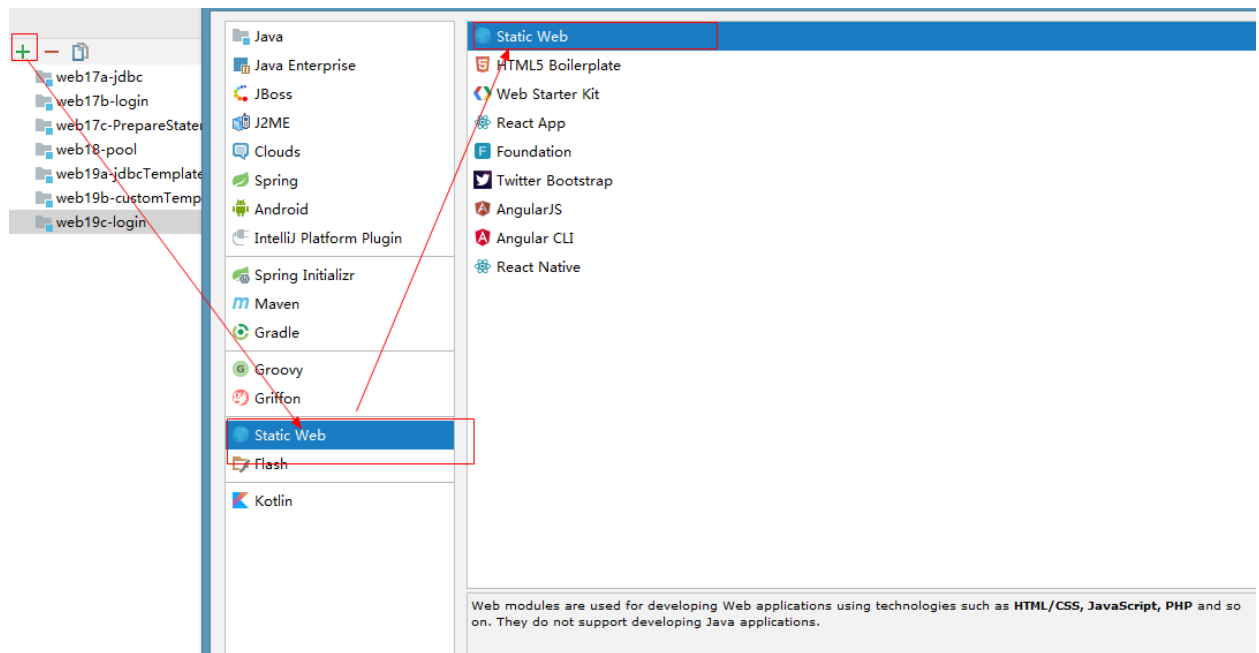 web17a-jdbc
web17b-login
web17c-PrepareStater
web18-pool
web19a-jdbcTemplate
web19b-customTemp
web19c-login
Java
Java Enterprise
JBoss
J2ME
Clouds
Spring
Android
IntelliJ Platform Plugin
Spring Initializr
Maven
Gradle
Groovy
Griffon
Static Web
Flash
Kotlin
Static Web
HTML5 Boilerplate
Web Starter Kit
React App
Foundation
Twitter Bootstrap
AngularJS
Angular CLI
React Native
Web modules are used for developing Web applications using technologies such as HTML/CSS, JavaScript, PHP and so
on. They do not support developing Java applications.